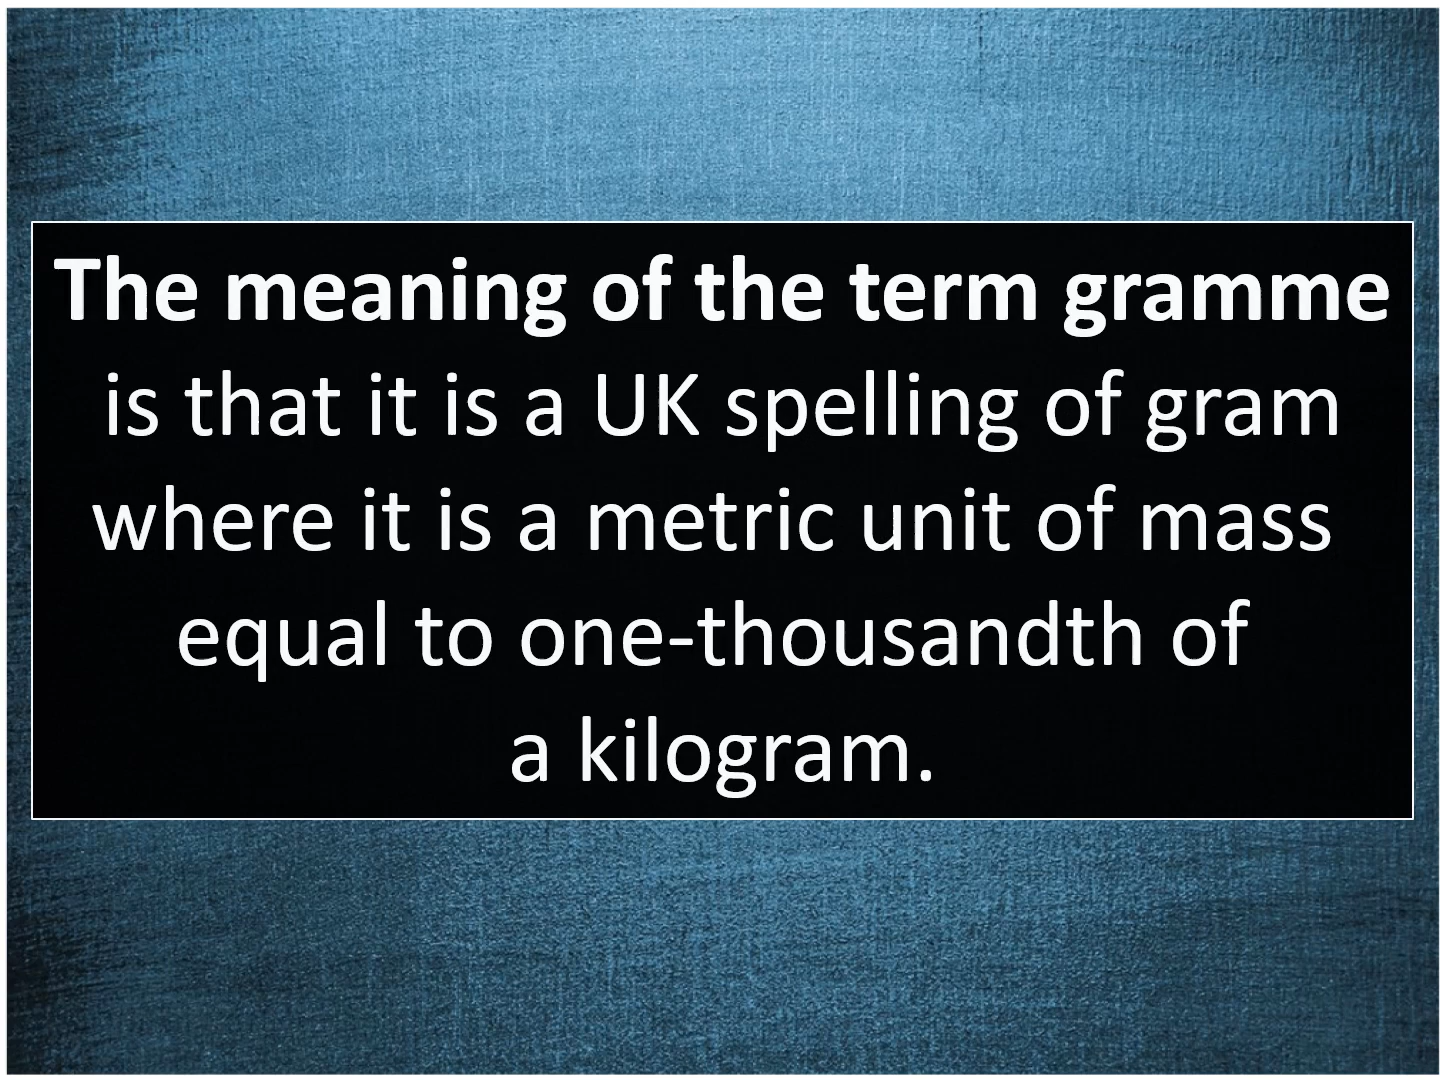 The meaning of the term gramme
is that it is a UK spelling of gram
where it is a metric unit of mass
equal to one-thousandth of
a kilogram.